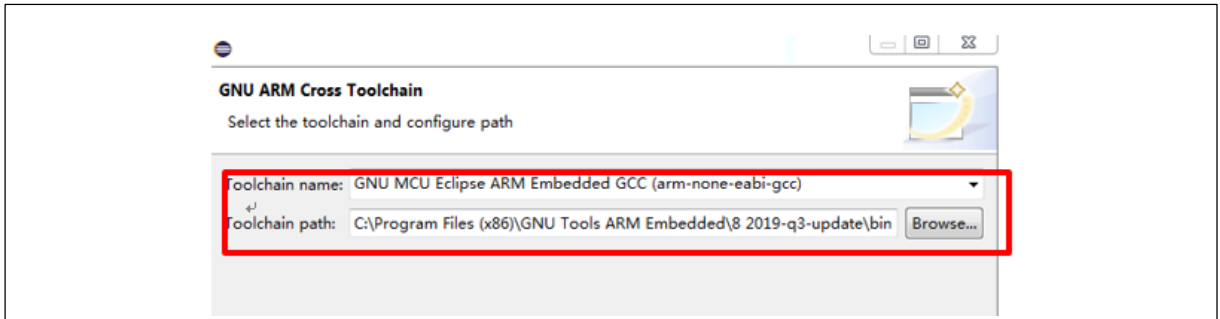 GNU ARM Cross Toolchain
Select the toolchain and configure path
Toolchain name: GNU MCU Eclipse ARM Embedded GCC (arm-none-eabi-gcc)
Toolchain path: C:\Program Files (x86)\GNU Tools ARM Embedded\8 2019-q3-update\bin Browse...